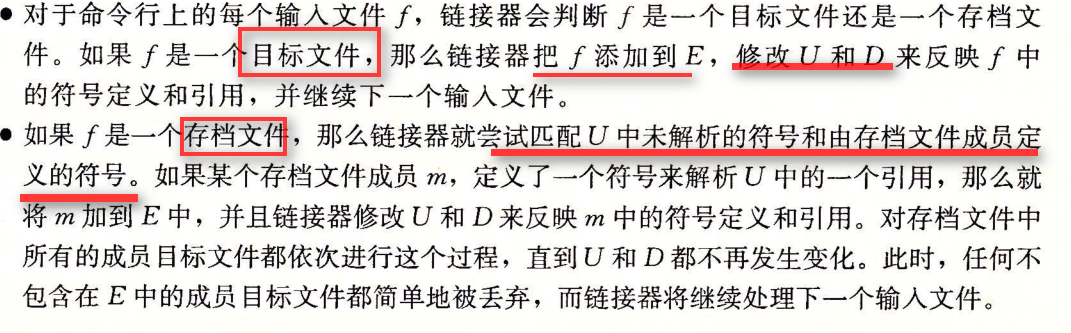 ● 对于命令行上的每个输入文件 f，链接器会判断 f 是一个目标文件还是一个存档文
件。如果 f 是一个目标文件，那么链接器把 f 添加到 E，修改 U 和 D 来反映 f 中
的符号定义和引用，并继续下一个输入文件。
● 如果 f 是一个存档文件，那么链接器就尝试匹配 U 中未解析的符号和由存档文件成员定
义的符号。如果某个存档文件成员 m，定义了一个符号来解析 U 中的一个引用，那么就
将 m 加到 E 中，并且链接器修改 U 和 D 来反映 m 中的符号定义和引用。对存档文件中
所有的成员目标文件都依次进行这个过程，直到 U 和 D 都不再发生变化。此时，任何不
包含在 E 中的成员目标文件都简单地被丢弃，而链接器将继续处理下一个输入文件。